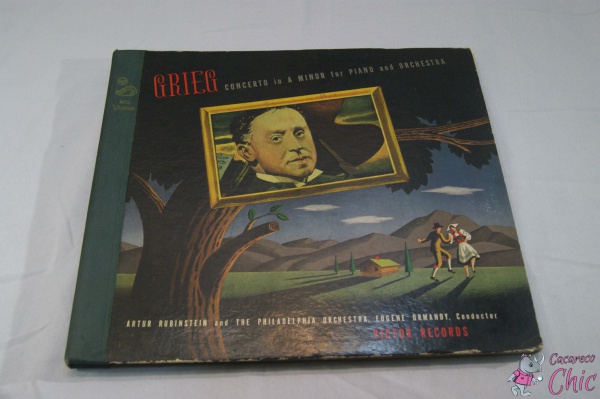 GRIEG CONCERTO in A MINOR for PIANO and ORCHESTRA
ARTUR RUBINSTEIN and THE PHILADELPHIA ORCHESTRA, EUGENE ORMANDY, Conductor
VICTOR RECORDS
Cacareco
Chic